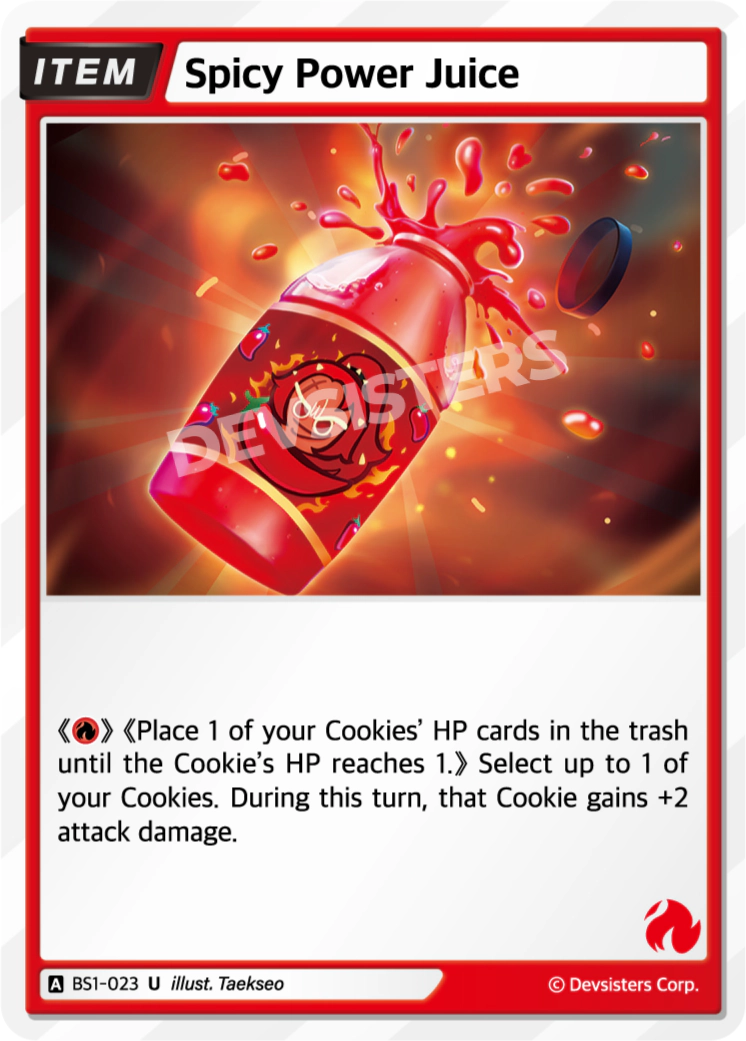 ITEM
Spicy Power Juice
DEVSISTERS
《》《Place 1 of your Cookies’ HP cards in the trash
until the Cookie’s HP reaches 1.》 Select up to 1 of
your Cookies. During this turn, that Cookie gains +2
attack damage.
A BS1-023 U illust. Taekseo
© Devsisters Corp.